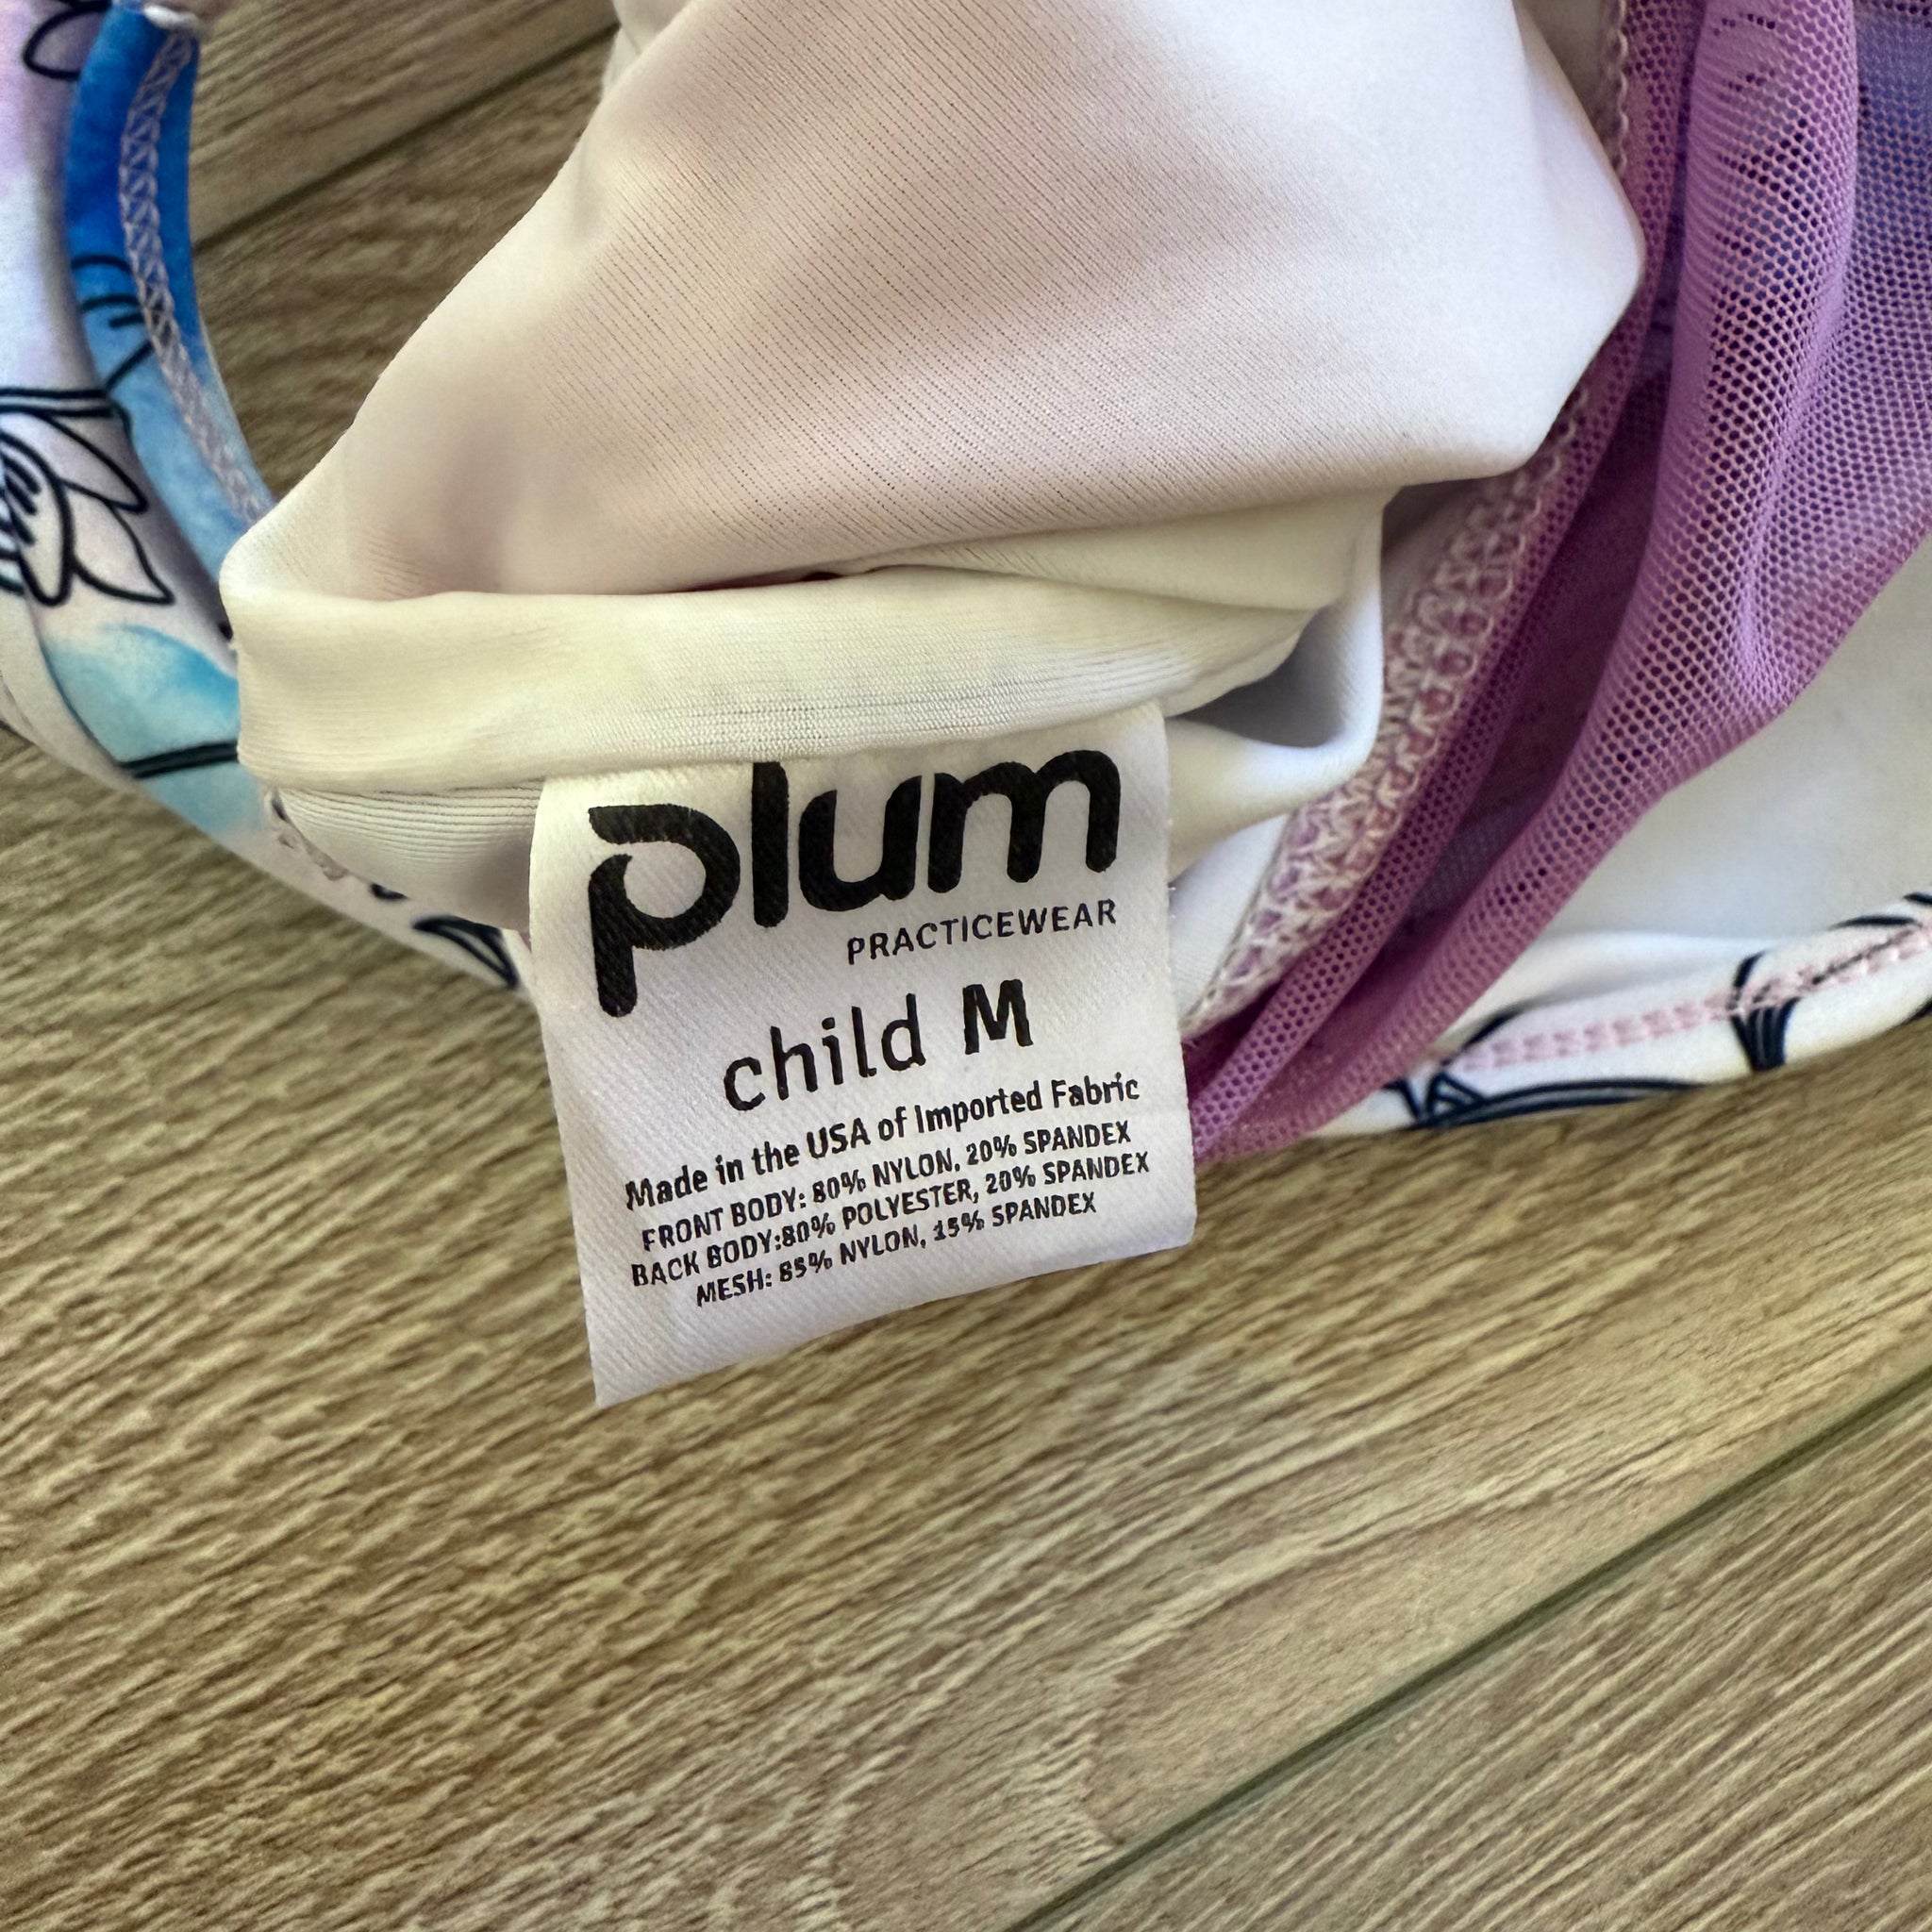 plum
PRACTICEWEAR
child M
Made in the USA of Imported Fabric
FRONT BODY: 80% NYLON, 20% SPANDEX
BACK BODY:80% POLYESTER, 20% SPANDEX
MESH: 85% NYLON, 15% SPANDEX